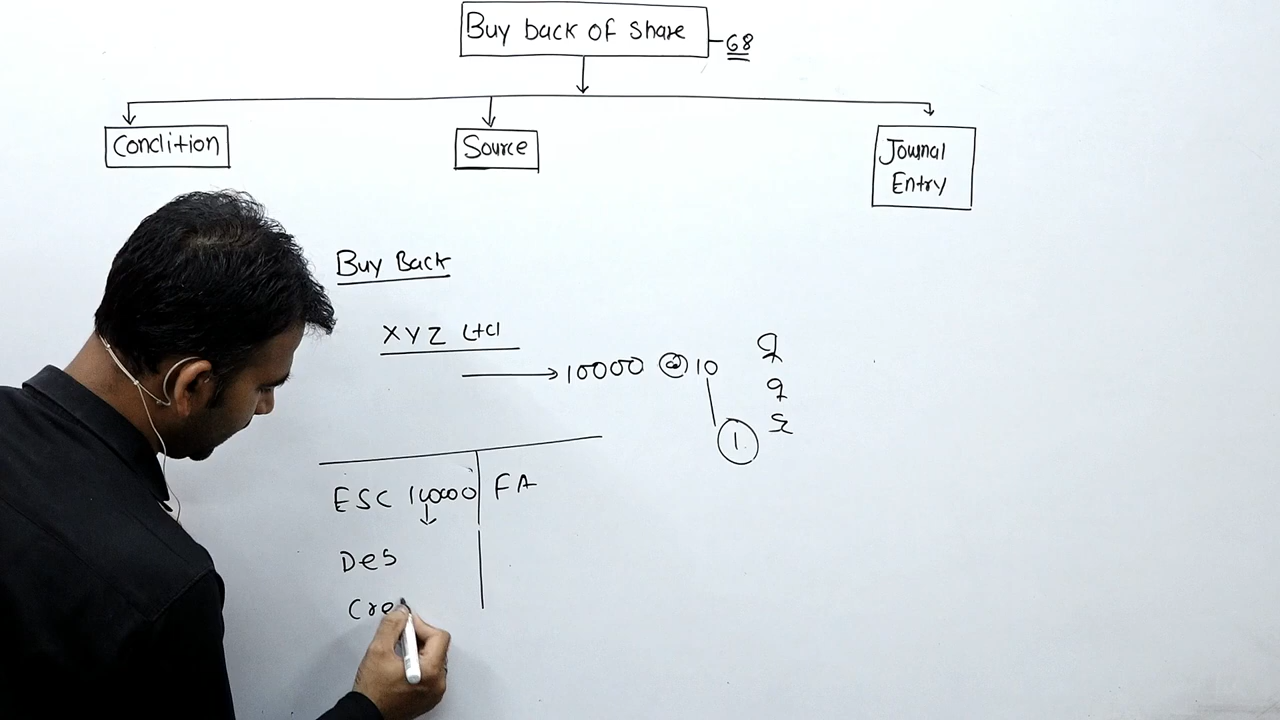 Buy back of share
68
Condition
Source
Journal
Entry
Buy Back
XYZ Ltd
10000 @ 10
1
ESC 100000 FA
Des
Cre